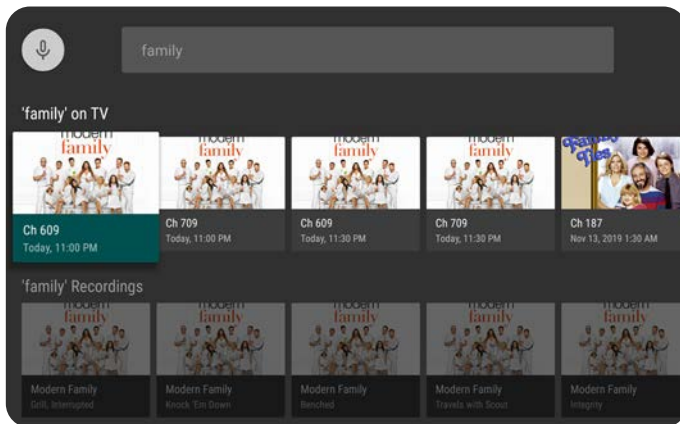 family
'family' on TV
modern
family
modern
family
modern
family
modern
family
Family
Ties
Ch 609
Today, 11:00 PM
Ch 709
Today, 11:00 PM
Ch 609
Today, 11:30 PM
Ch 709
Today, 11:30 PM
Ch 187
Nov 13, 2019 1:30 AM
'family' Recordings
modern
family
modern
family
modern
family
modern
family
modern
family
Modern Family
Grill, Interrupted
Modern Family
Knock 'Em Down
Modern Family
Benched
Modern Family
Travels with Scout
Modern Family
Integrity